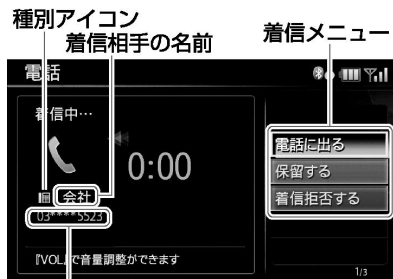 種別アイコン
着信相手の名前
着信メニュー
電話
着信中…
0:00
電話に出る
保留する
着信拒否する
会社
03****5523
『VOL』で音量調整ができます
1/3